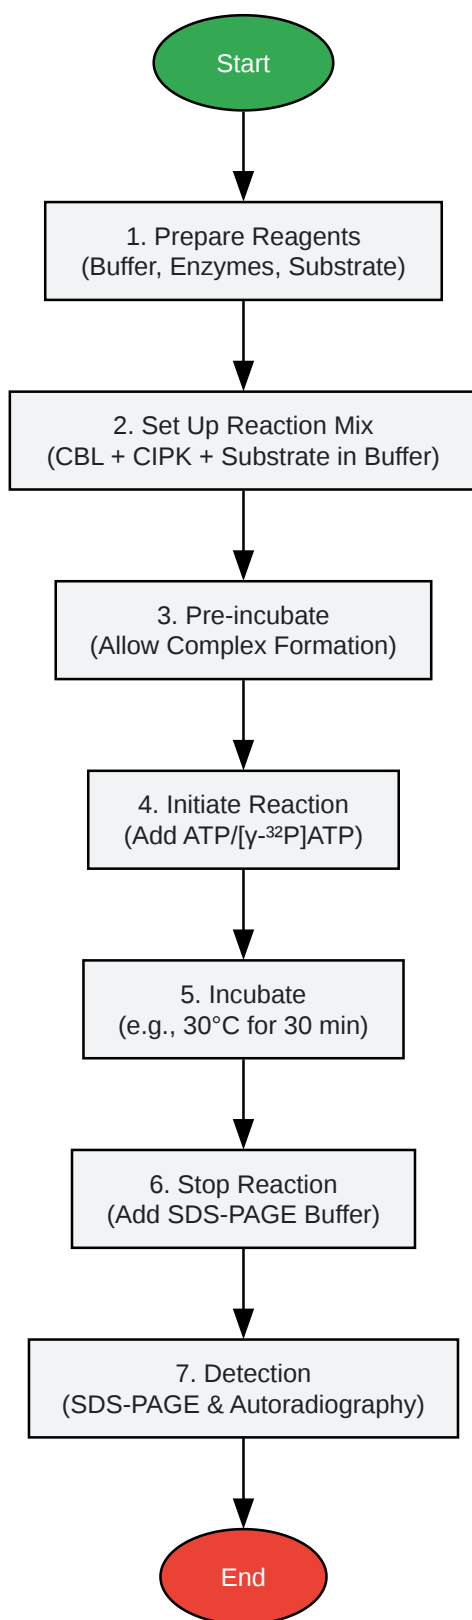 Start
1. Prepare Reagents
(Buffer, Enzymes, Substrate)
2. Set Up Reaction Mix
(CBL + CIPK + Substrate in Buffer)
3. Pre-incubate
(Allow Complex Formation)
4. Initiate Reaction
(Add ATP/[γ-³²P]ATP)
5. Incubate
(e.g., 30°C for 30 min)
6. Stop Reaction
(Add SDS-PAGE Buffer)
7. Detection
(SDS-PAGE & Autoradiography)
End